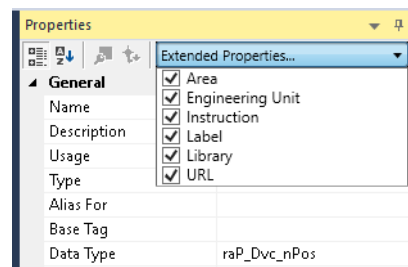 Properties
Extended Properties...
General
Area
Name
Engineering Unit
Instruction
Description
Label
Usage
Library
Type
URL
Alias For
Base Tag
Data Type raP_Dvc_nPos